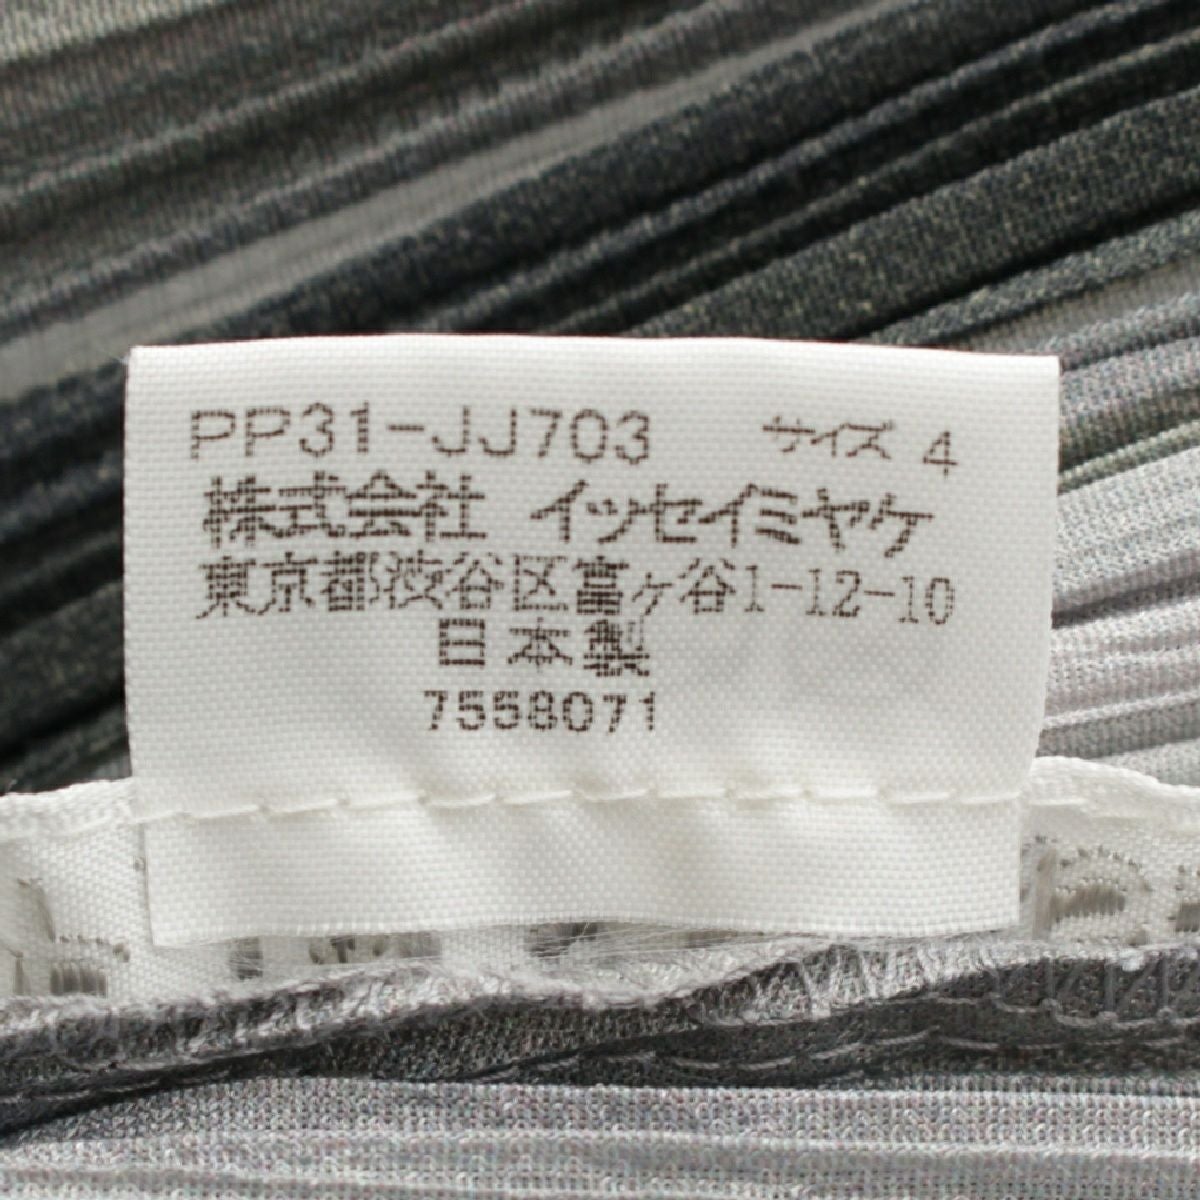 PP31-JJ703 サイズ 4
株式会社 イッセイミヤケ
東京都渋谷区富ヶ谷1-12-10
日本製
7558071